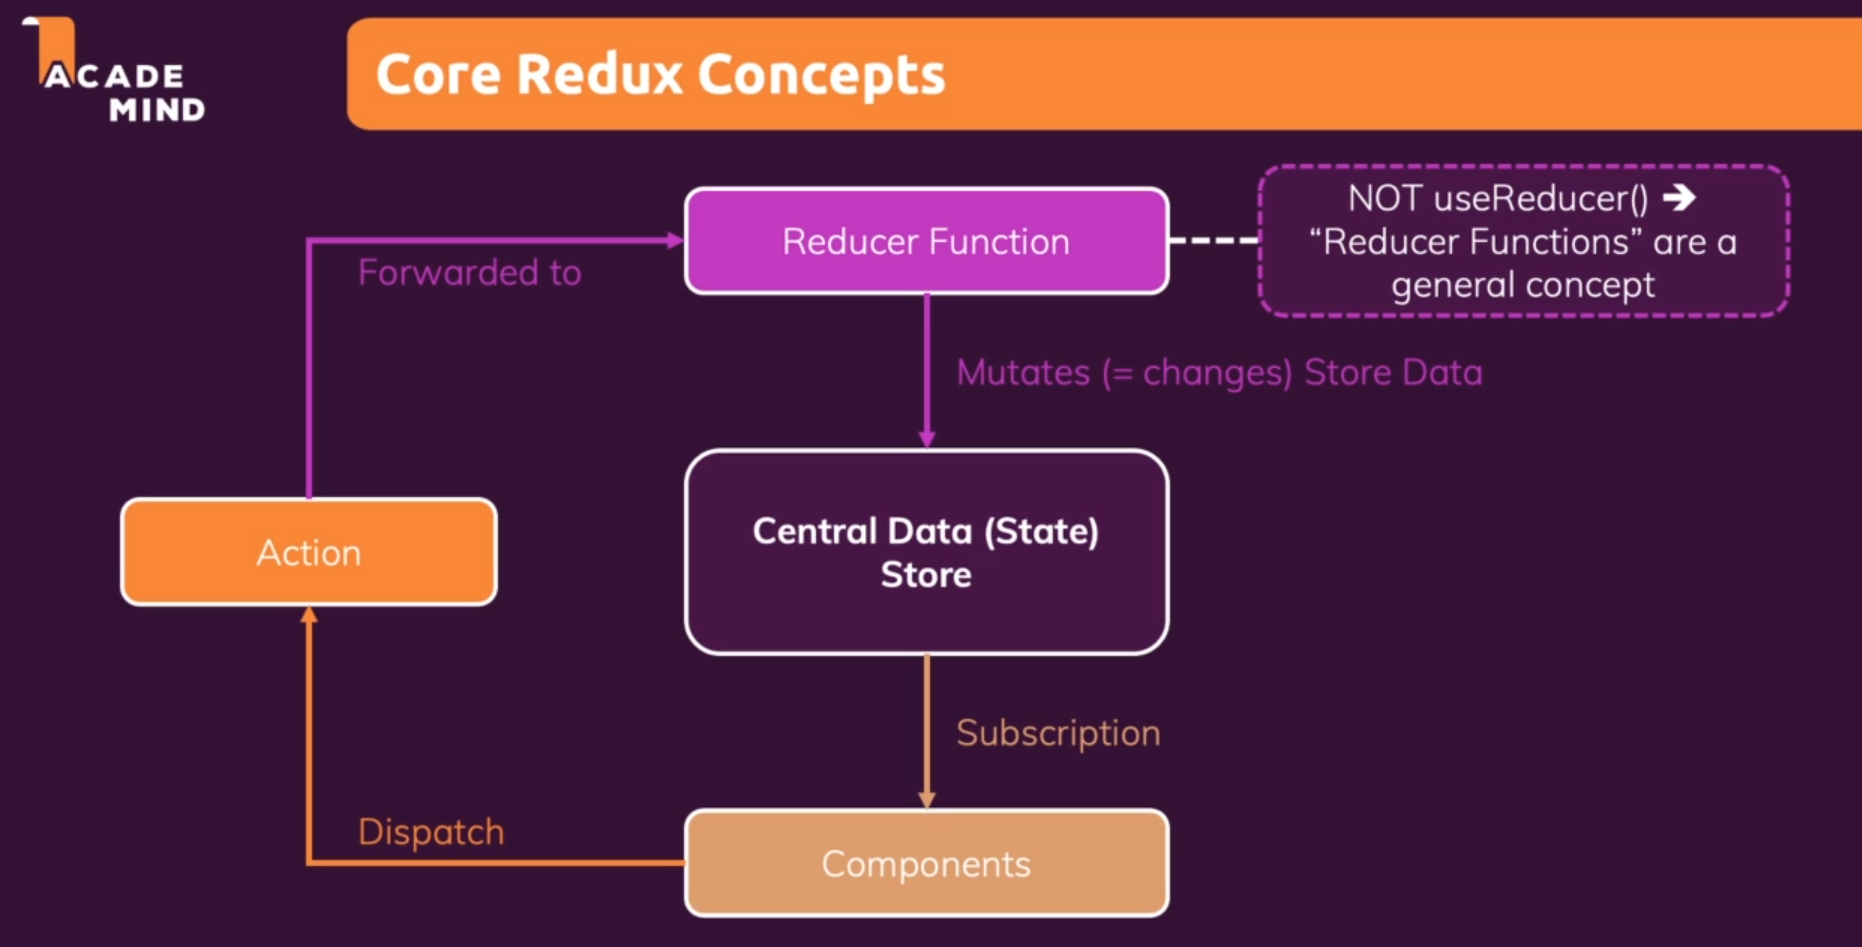 ACADE
MIND
Core Redux Concepts
Reducer Function
NOT useReducer() ➔
“Reducer Functions” are a
general concept
Forwarded to
Mutates (= changes) Store Data
Action
Central Data (State)
Store
Subscription
Dispatch
Components